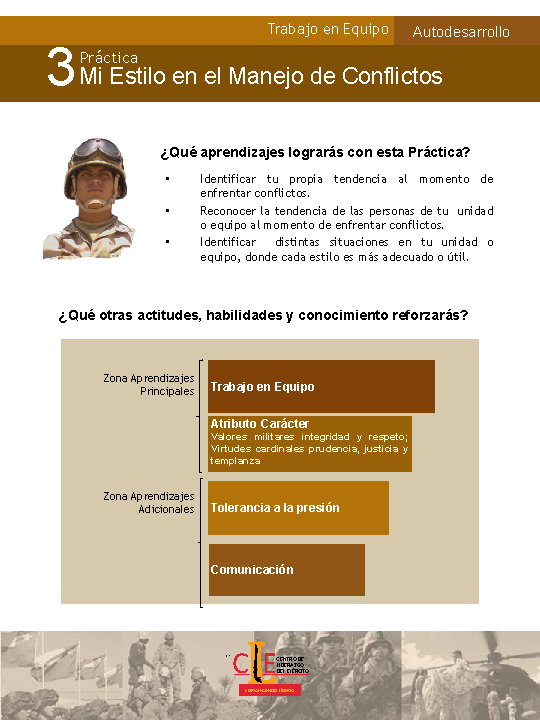 Trabajo en Equipo Autodesarrollo
3 Práctica
Mi Estilo en el Manejo de Conflictos
¿Qué aprendizajes lograrás con esta Práctica?
• Identificar tu propia tendencia al momento de
enfrentar conflictos.
• Reconocer la tendencia de las personas de tu unidad
o equipo al momento de enfrentar conflictos.
• Identificar distintas situaciones en tu unidad o
equipo, donde cada estilo es más adecuado o útil.
¿Qué otras actitudes, habilidades y conocimiento reforzarás?
Zona Aprendizajes
Principales
Trabajo en Equipo
Atributo Carácter
Valores militares integridad y respeto;
Virtudes cardinales prudencia, justicia y
templanza
Zona Aprendizajes
Adicionales
Tolerancia a la presión
Comunicación
CLE
CENTRO DE
LIDERAZGO
DEL EJÉRCITO